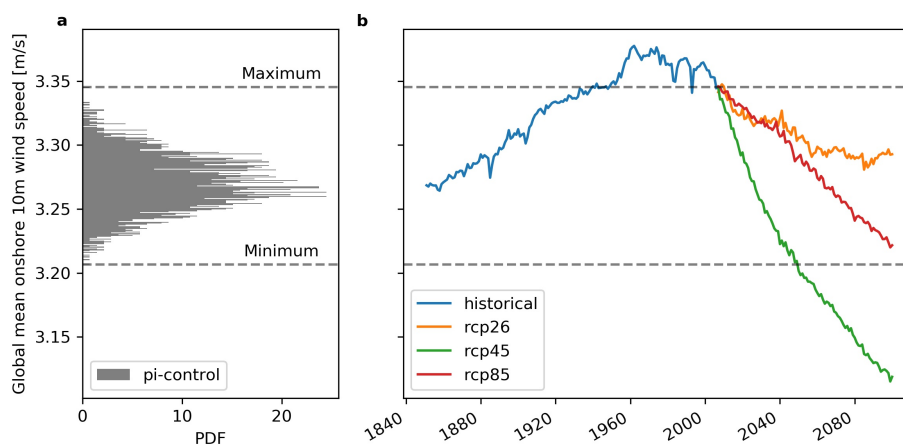 a
b
Global mean onshore 10m wind speed [m/s]
3.35
3.30
3.25
3.20
3.15
Maximum
Minimum
pi-control
0
10
20
PDF
historical
rcp26
rcp45
rcp85
1840
1880
1920
1960
2000
2040
2080